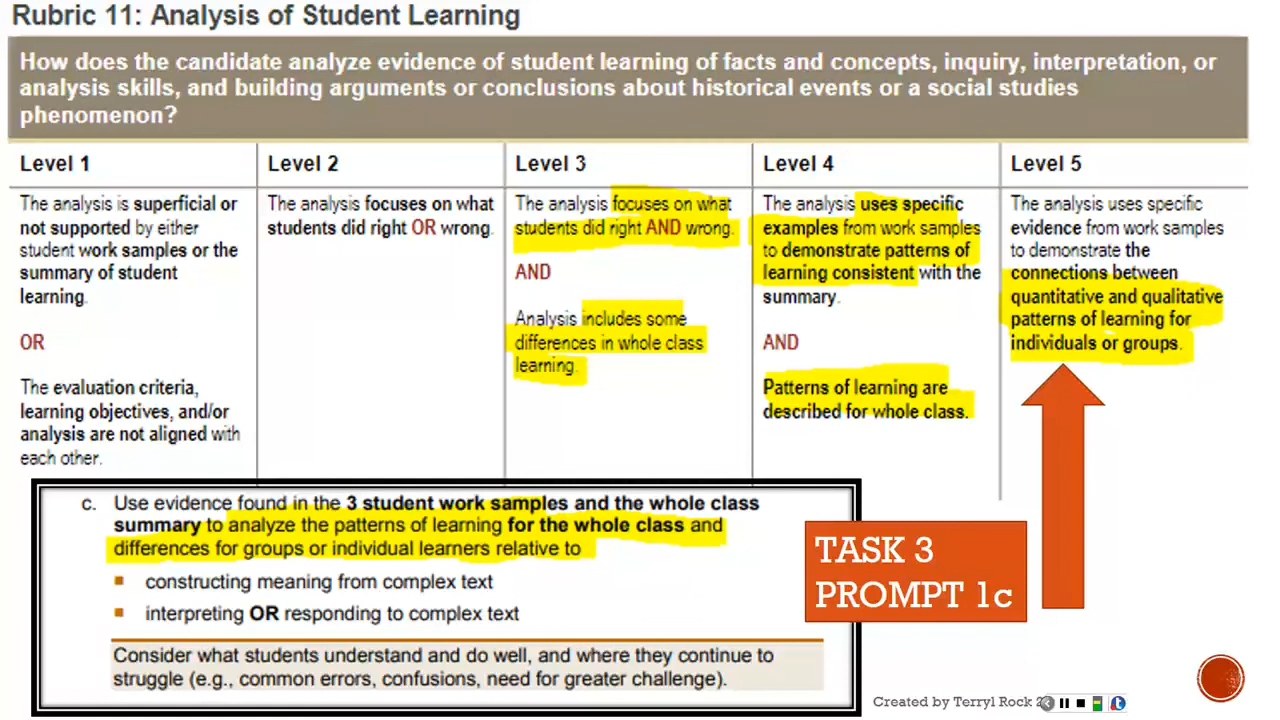 Rubric 11: Analysis of Student Learning
How does the candidate analyze evidence of student learning of facts and concepts, inquiry, interpretation, or
analysis skills, and building arguments or conclusions about historical events or a social studies
phenomenon?
Level 1
The analysis is superficial or
not supported by either
student work samples or the
summary of student
learning.
OR
The evaluation criteria,
learning objectives, and/or
analysis are not aligned with
each other.
Level 2
The analysis focuses on what
students did right OR wrong.
Level 3
The analysis focuses on what
students did right AND wrong.
AND
Analysis includes some
differences in whole class
learning.
Level 4
The analysis uses specific
examples from work samples
to demonstrate patterns of
learning consistent with the
summary.
AND
Patterns of learning are
described for whole class.
Level 5
The analysis uses specific
evidence from work samples
to demonstrate the
connections between
quantitative and qualitative
patterns of learning for
individuals or groups.
c. Use evidence found in the 3 student work samples and the whole class
summary to analyze the patterns of learning for the whole class and
differences for groups or individual learners relative to
constructing meaning from complex text
interpreting OR responding to complex text
Consider what students understand and do well, and where they continue to
struggle (e.g., common errors, confusions, need for greater challenge).
TASK 3
PROMPT 1c
Created by Terryl Rock